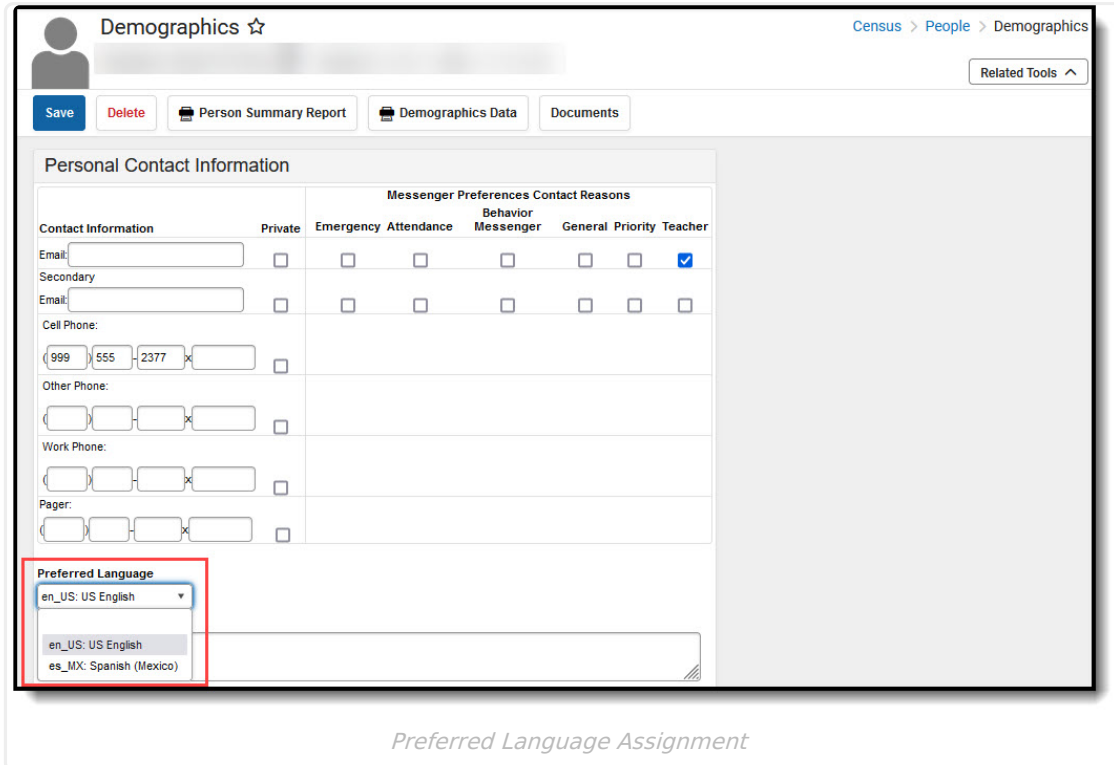 Demographics ☆
Census > People > Demographics
Related Tools
Save Delete Person Summary Report Demographics Data Documents
Personal Contact Information
Messenger Preferences Contact Reasons
Contact Information Private Emergency Attendance Behavior Messenger General Priority Teacher
Email:
Secondary
Email:
Cell Phone:
(999)555-2377x
Other Phone:
( ) - x
Work Phone:
( ) - x
Pager:
( ) - x
Preferred Language
en_US: US English
en_US: US English
es_MX: Spanish (Mexico)
Preferred Language Assignment